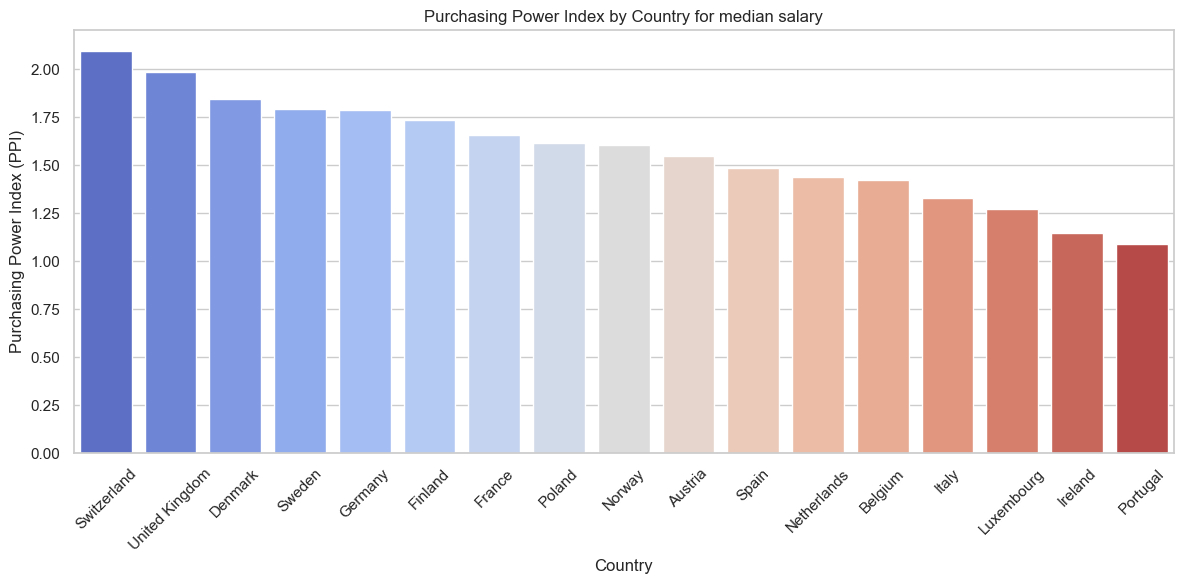 Purchasing Power Index by Country for median salary
Purchasing Power Index (PPI)
2.00
1.75
1.50
1.25
1.00
0.75
0.50
0.25
0.00
Switzerland
United Kingdom
Denmark
Sweden
Germany
Finland
France
Poland
Norway
Austria
Spain
Netherlands
Belgium
Italy
Luxembourg
Ireland
Portugal
Country